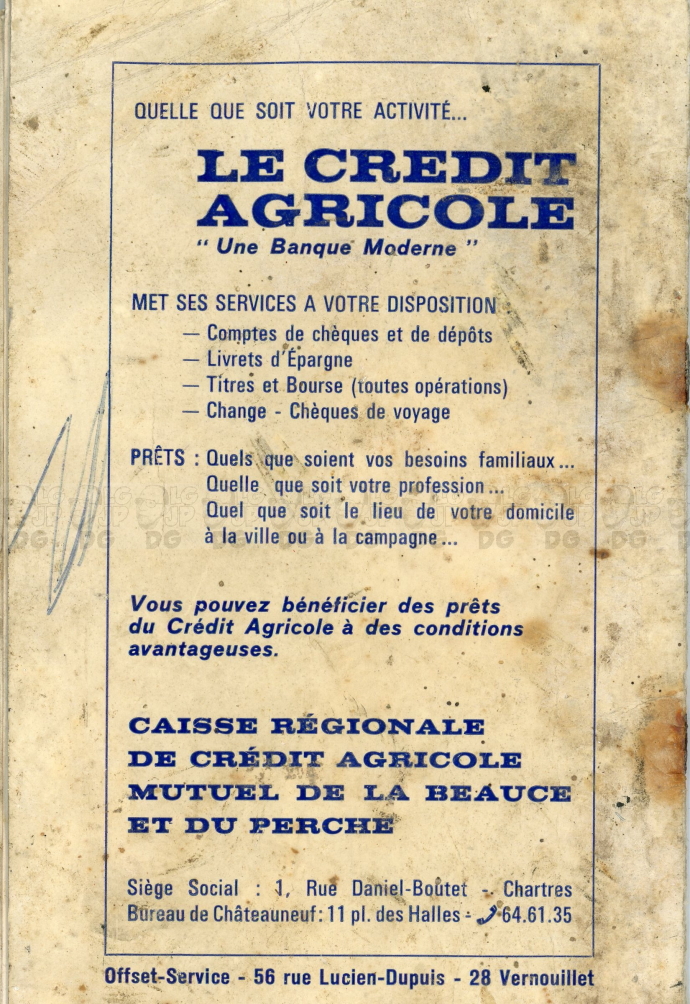 QUELLE QUE SOIT VOTRE ACTIVITÉ...
LE CREDIT
AGRICOLE
“ Une Banque Moderne ”
MET SES SERVICES A VOTRE DISPOSITION
— Comptes de chèques et de dépôts
— Livrets d'Épargne
— Titres et Bourse (toutes opérations)
— Change - Chèques de voyage
PRÊTS : Quels que soient vos besoins familiaux...
Quelle que soit votre profession...
Quel que soit le lieu de votre domicile
à la ville ou à la campagne...
Vous pouvez bénéficier des prêts
du Crédit Agricole à des conditions
avantageuses.
CAISSE RÉGIONALE
DE CRÉDIT AGRICOLE
MUTUEL DE LA BEAUCE
ET DU PERCHE
Siège Social : 1, Rue Daniel-Boutet - Chartres
Bureau de Châteauneuf : 11 pl. des Halles - 64.61.35
Offset-Service - 56 rue Lucien-Dupuis - 28 Vernouillet